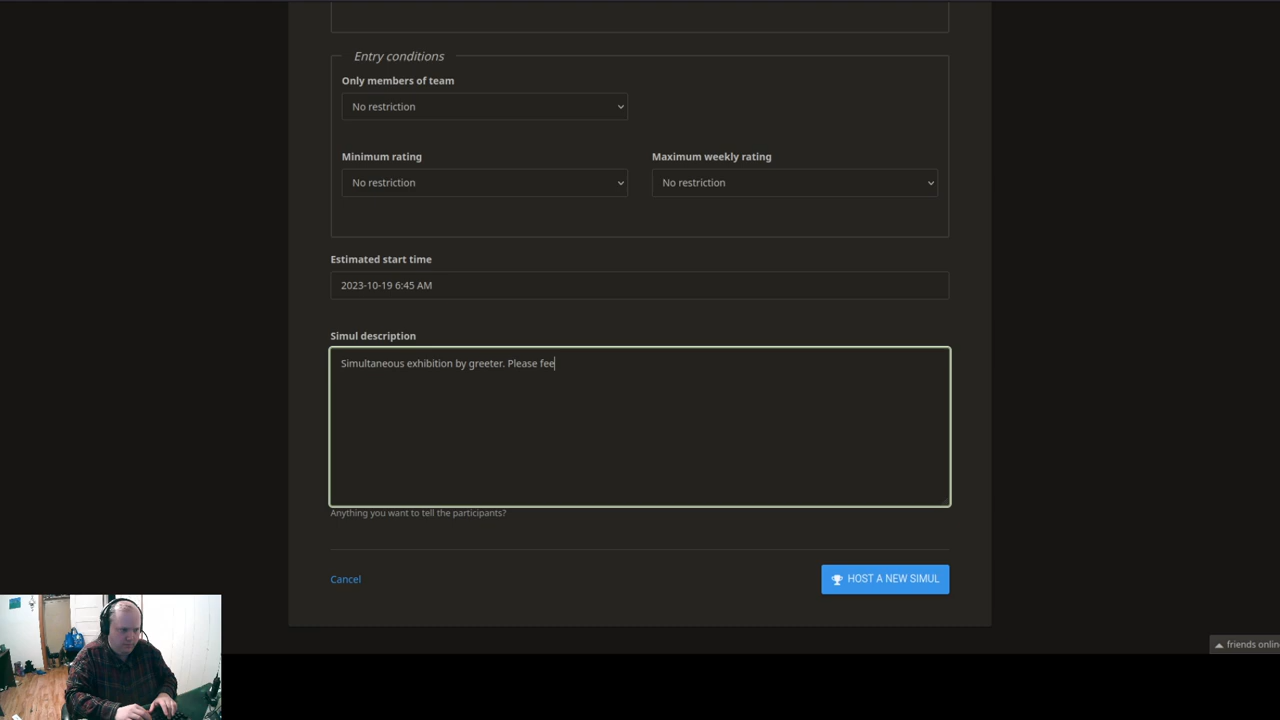 Entry conditions
Only members of team
No restriction
Minimum rating
Maximum weekly rating
No restriction
No restriction
Estimated start time
2023-10-19 6:45 AM
Simul description
Simultaneous exhibition by greeter. Please fee
Anything you want to tell the participants?
Cancel
HOST A NEW SIMUL
friends onlin